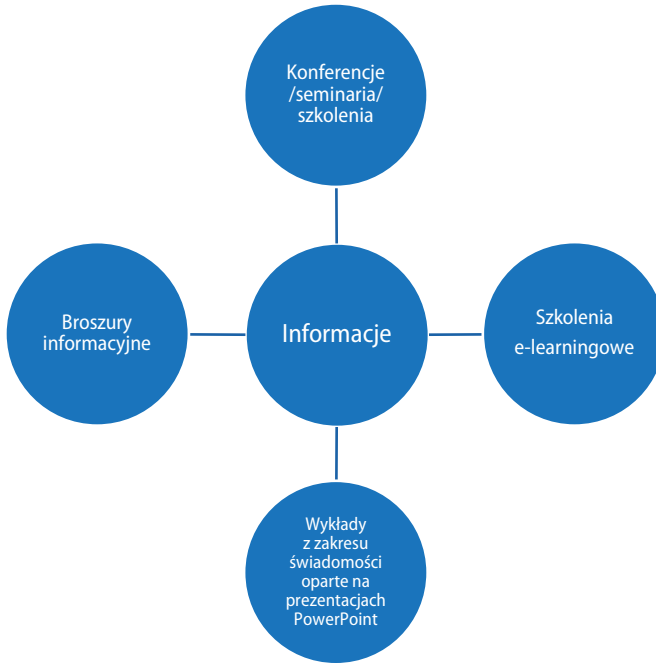 Konferencje
/seminaria/
szkolenia
Broszury
informacyjne
Informacje
Szkolenia
e-learningowe
Wykłady
z zakresu
świadomości
oparte na
prezentacjach
PowerPoint